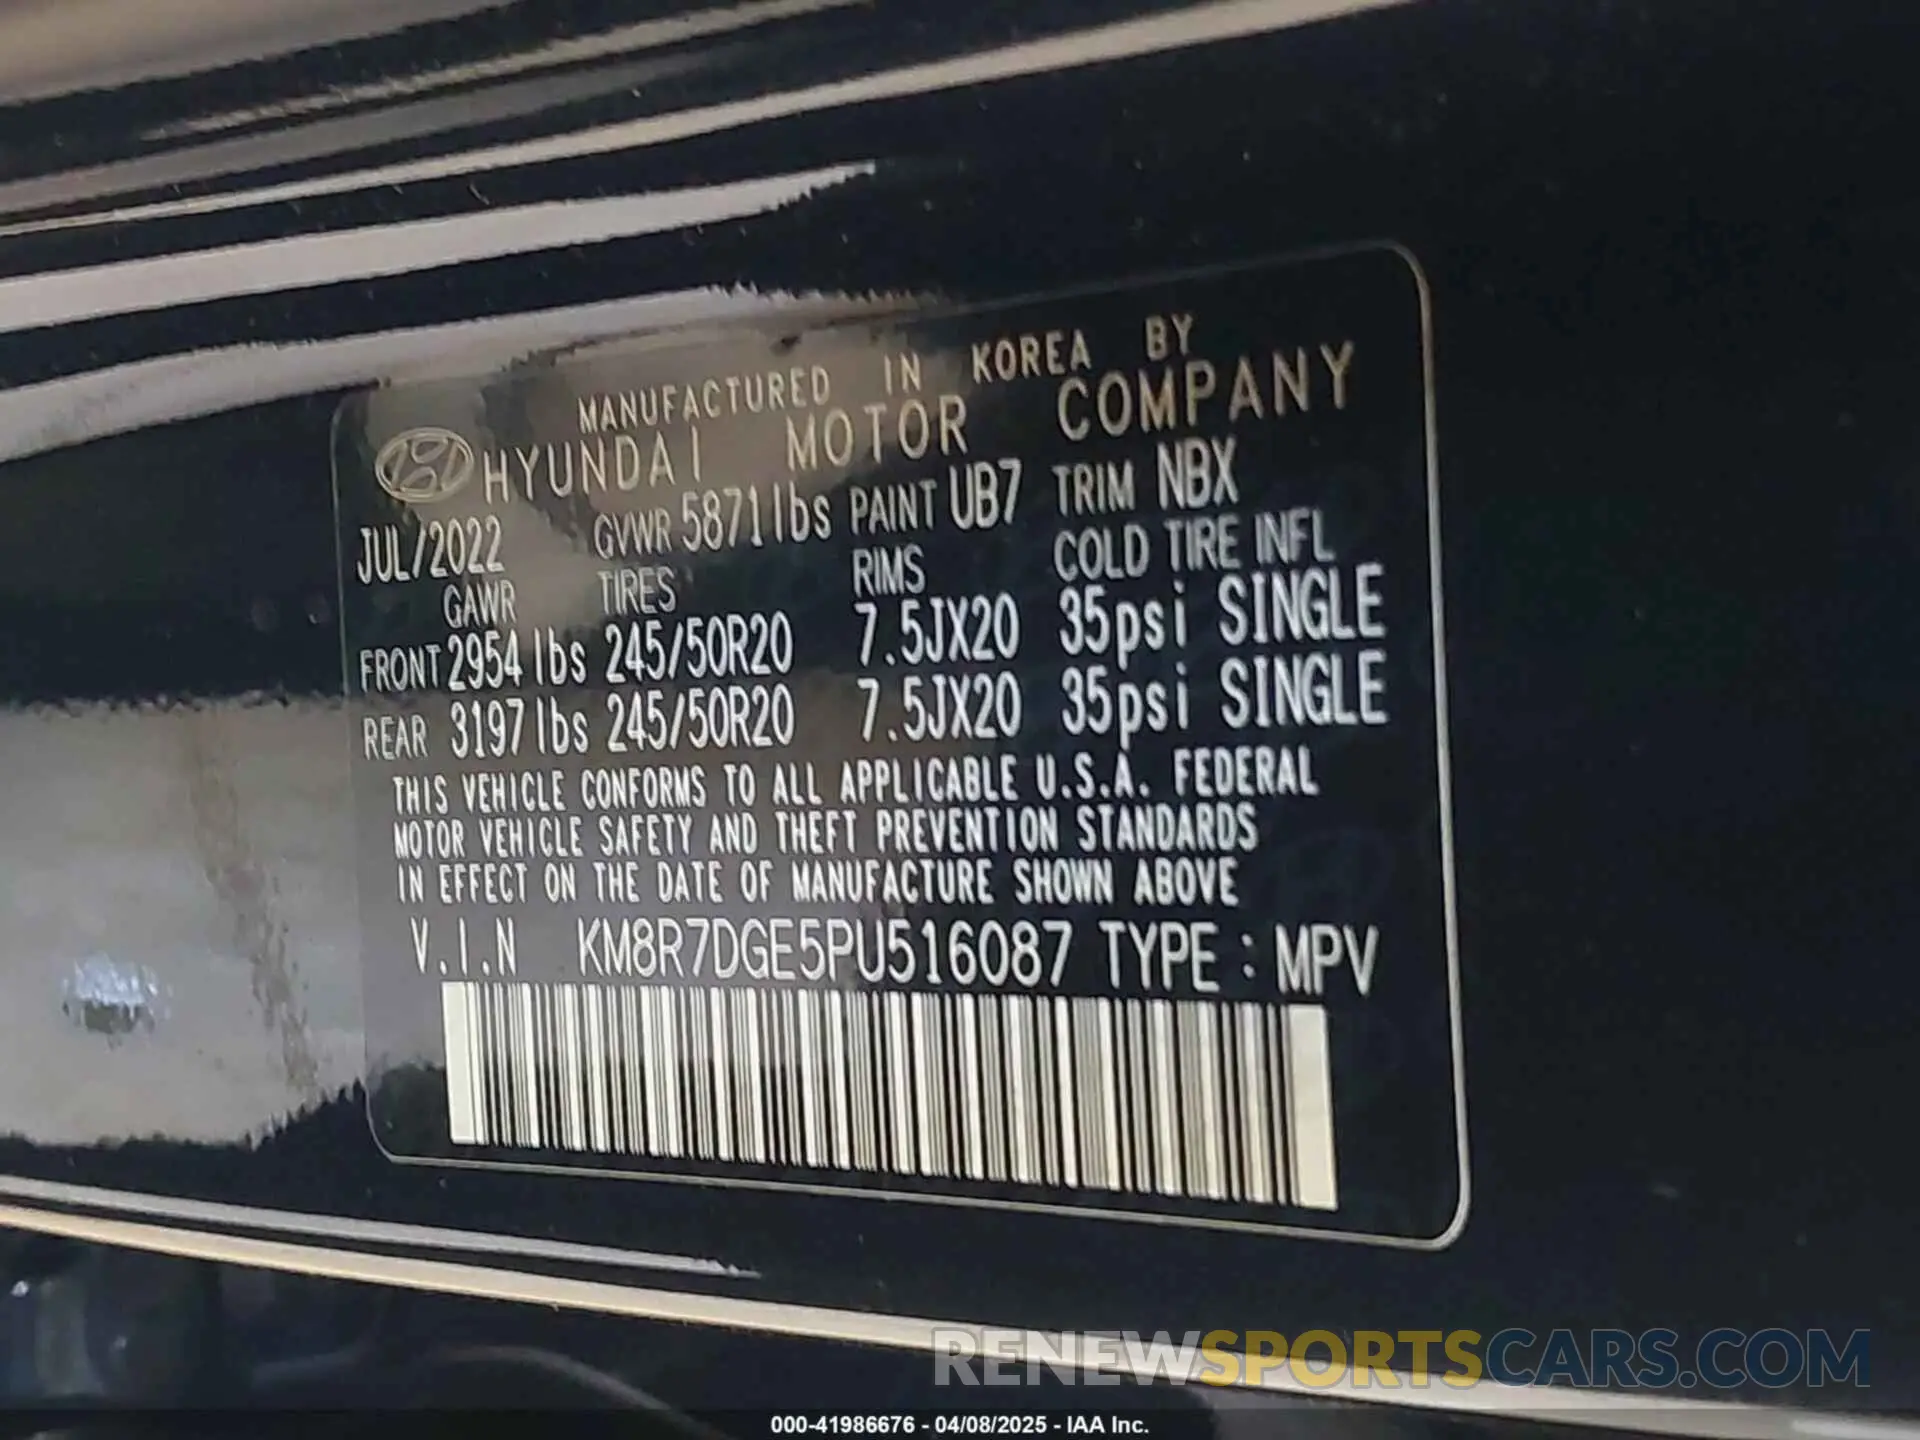 MANUFACTURED IN KOREA BY
HYUNDAI MOTOR COMPANY
JUL/2022 GVWR 5871lbs PAINT UB7 TRIM NBX
GAWR TIRES RIMS COLD TIRE INFL
FRONT 2954lbs 245/50R20 7.5JX20 35psi SINGLE
REAR 3197lbs 245/50R20 7.5JX20 35psi SINGLE
THIS VEHICLE CONFORMS TO ALL APPLICABLE U.S.A. FEDERAL
MOTOR VEHICLE SAFETY AND THEFT PREVENTION STANDARDS
IN EFFECT ON THE DATE OF MANUFACTURE SHOWN ABOVE
V.I.N KM8R7DGE5PU516087 TYPE : MPV
RENEWSPORTSCARS.COM
000-41986676 - 04/08/2025 - IAA Inc.